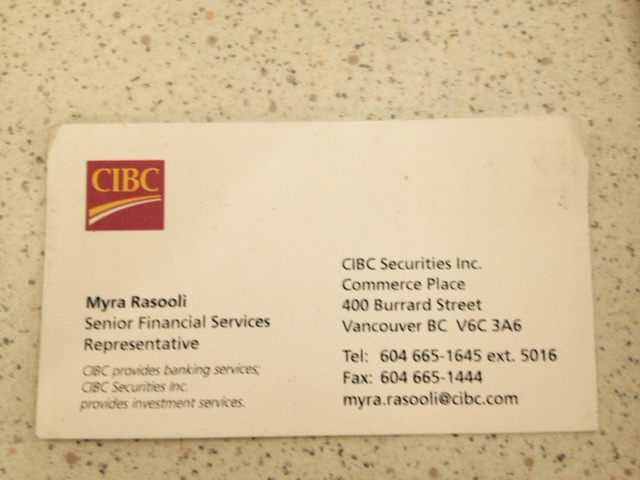 CIBC
Myra Rasooli
Senior Financial Services
Representative
CIBC provides banking services;
CIBC Securities Inc.
provides investment services.
CIBC Securities Inc.
Commerce Place
400 Burrard Street
Vancouver BC V6C 3A6
Tel: 604 665-1645 ext. 5016
Fax: 604 665-1444
myra.rasooli@cibc.com